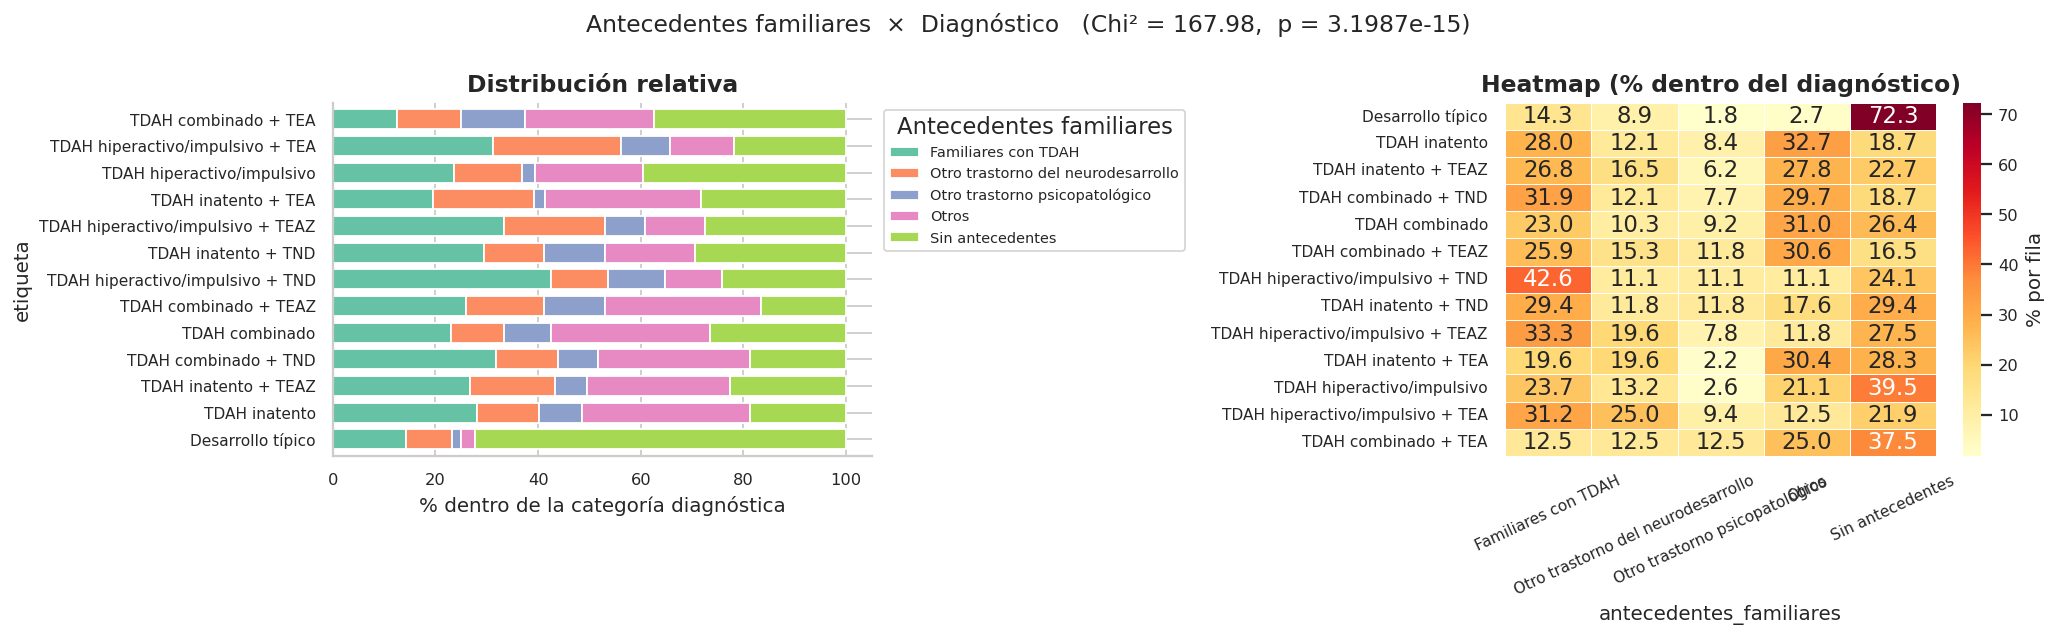 Antecedentes familiares × Diagnóstico (Chi² = 167.98, p = 3.1987e-15)
Distribución relativa
etiqueta
TDAH combinado + TEA
TDAH hiperactivo/impulsivo + TEA
TDAH hiperactivo/impulsivo
TDAH inatento + TEA
TDAH hiperactivo/impulsivo + TEAZ
TDAH inatento + TND
TDAH hiperactivo/impulsivo + TND
TDAH combinado + TEAZ
TDAH combinado
TDAH combinado + TND
TDAH inatento + TEAZ
TDAH inatento
Desarrollo típico
0 20 40 60 80 100
% dentro de la categoría diagnóstica
Antecedentes familiares
Familiares con TDAH
Otro trastorno del neurodesarrollo
Otro trastorno psicopatológico
Otros
Sin antecedentes
Heatmap (% dentro del diagnóstico)
Desarrollo típico 14.3 8.9 1.8 2.7 72.3
TDAH inatento 28.0 12.1 8.4 32.7 18.7
TDAH inatento + TEAZ 26.8 16.5 6.2 27.8 22.7
TDAH combinado + TND 31.9 12.1 7.7 29.7 18.7
TDAH combinado 23.0 10.3 9.2 31.0 26.4
TDAH combinado + TEAZ 25.9 15.3 11.8 30.6 16.5
TDAH hiperactivo/impulsivo + TND 42.6 11.1 11.1 11.1 24.1
TDAH inatento + TND 29.4 11.8 11.8 17.6 29.4
TDAH hiperactivo/impulsivo + TEAZ 33.3 19.6 7.8 11.8 27.5
TDAH inatento + TEA 19.6 19.6 2.2 30.4 28.3
TDAH hiperactivo/impulsivo 23.7 13.2 2.6 21.1 39.5
TDAH hiperactivo/impulsivo + TEA 31.2 25.0 9.4 12.5 21.9
TDAH combinado + TEA 12.5 12.5 12.5 25.0 37.5
Familiares con TDAH
Otro trastorno del neurodesarrollo
Otro trastorno psicopatológico
Otros
Sin antecedentes
antecedentes_familiares
70
60
50
40
30
20
10
% por fila